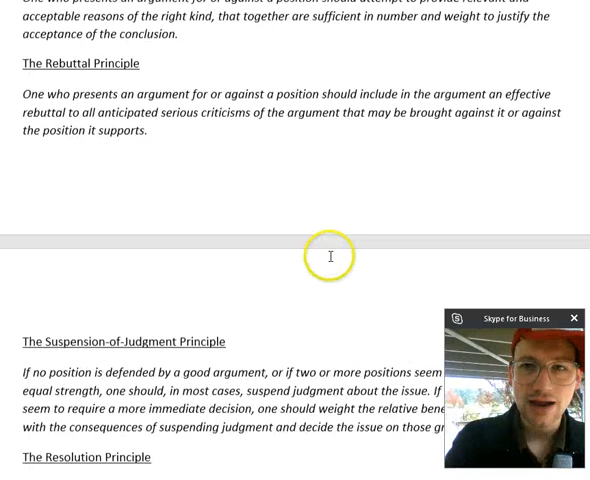 One who presents an argument for or against a position should attempt to provide relevant and
acceptable reasons of the right kind, that together are sufficient in number and weight to justify the
acceptance of the conclusion.
The Rebuttal Principle
One who presents an argument for or against a position should include in the argument an effective
rebuttal to all anticipated serious criticisms of the argument that may be brought against it or against
the position it supports.
The Suspension-of-Judgment Principle
If no position is defended by a good argument, or if two or more positions seem
equal strength, one should, in most cases, suspend judgment about the issue. If
seem to require a more immediate decision, one should weight the relative bene
with the consequences of suspending judgment and decide the issue on those gr
The Resolution Principle
Skype for Business